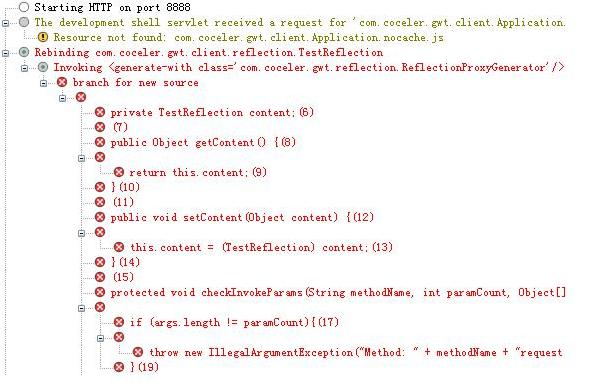 Starting HTTP on port 8888
The development shell servlet received a request for 'com.coceler.gwt.client.Application.
Resource not found: com.coceler.gwt.client.Application.nocache.js
Rebinding com.coceler.gwt.client.reflection.TestReflection
Invoking <generate-with class='com.coceler.gwt.reflection.ReflectionProxyGenerator'/>
branch for new source
private TestReflection content;(6)
(7)
public Object getContent() {(8)
return this.content;(9)
}(10)
(11)
public void setContent(Object content) {(12)
this.content = (TestReflection) content;(13)
}(14)
(15)
protected void checkInvokeParams(String methodName, int paramCount, Object[]
if (args.length != paramCount){(17)
throw new IllegalArgumentException("Method: " + methodName + "request
}(19)